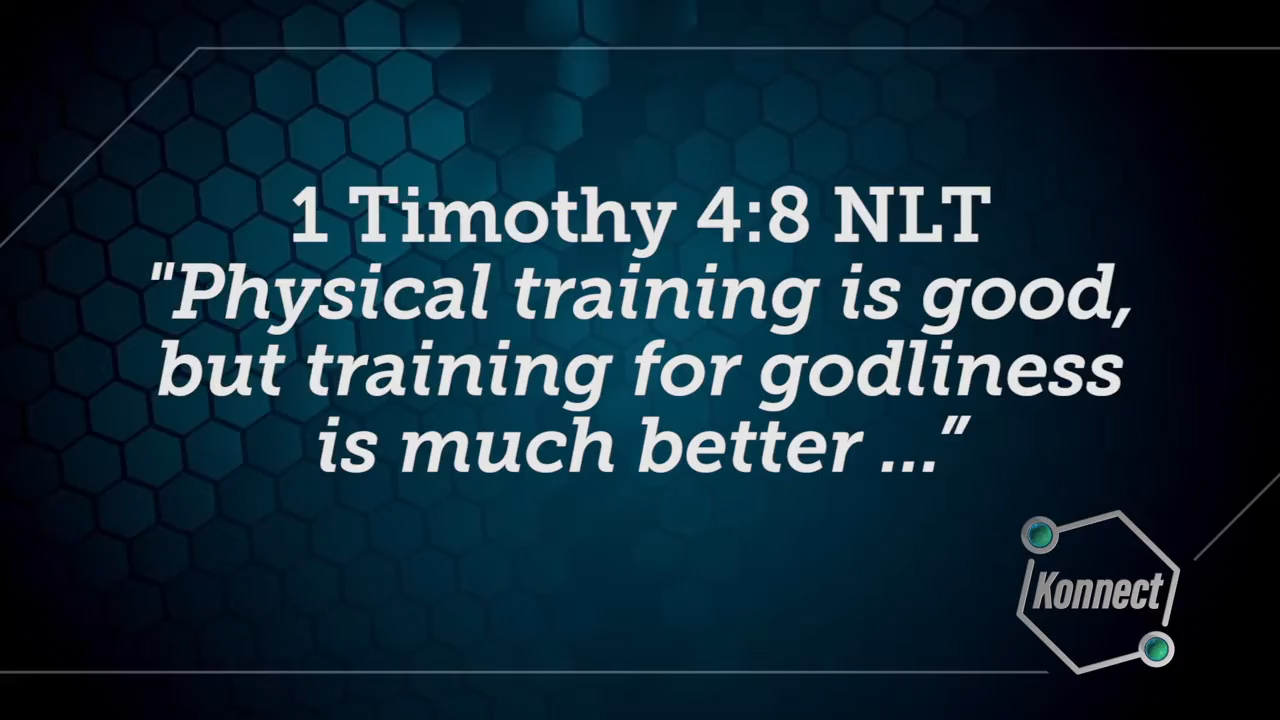 1 Timothy 4:8 NLT
"Physical training is good,
but training for godliness
is much better ...”
Konnect